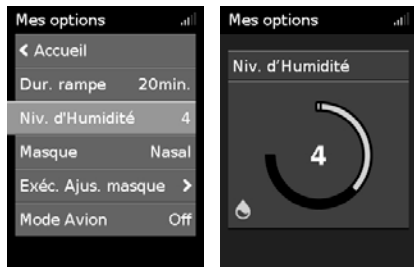 Mes options
< Accueil
Dur. rampe 20min.
Niv. d'Humidité 4
Masque Nasal
Exéc. Ajus. masque >
Mode Avion Off
Mes options
Niv. d’Humidité
4